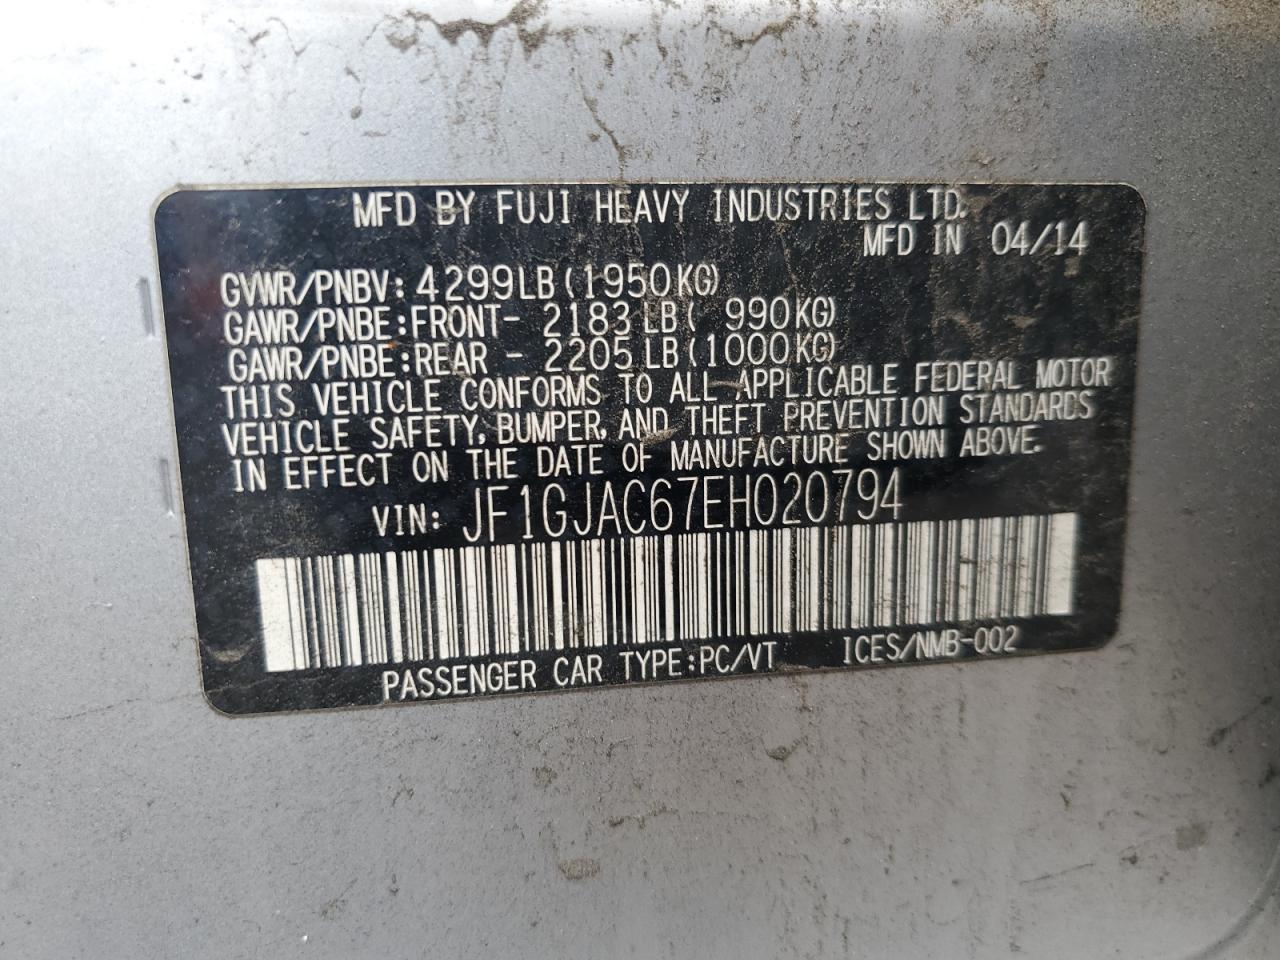 MFD BY FUJI HEAVY INDUSTRIES LTD.
MFD IN 04/14
GVWR/PNBV: 4299LB(1950KG)
GAWR/PNBE:FRONT- 2183LB( 990KG)
GAWR/PNBE:REAR - 2205LB(1000KG)
THIS VEHICLE CONFORMS TO ALL APPLICABLE FEDERAL MOTOR
VEHICLE SAFETY, BUMPER, AND THEFT PREVENTION STANDARDS
IN EFFECT ON THE DATE OF MANUFACTURE SHOWN ABOVE.
VIN: JF1GJAC67EH020794
PASSENGER CAR TYPE:PC/VT ICES/NMB-002